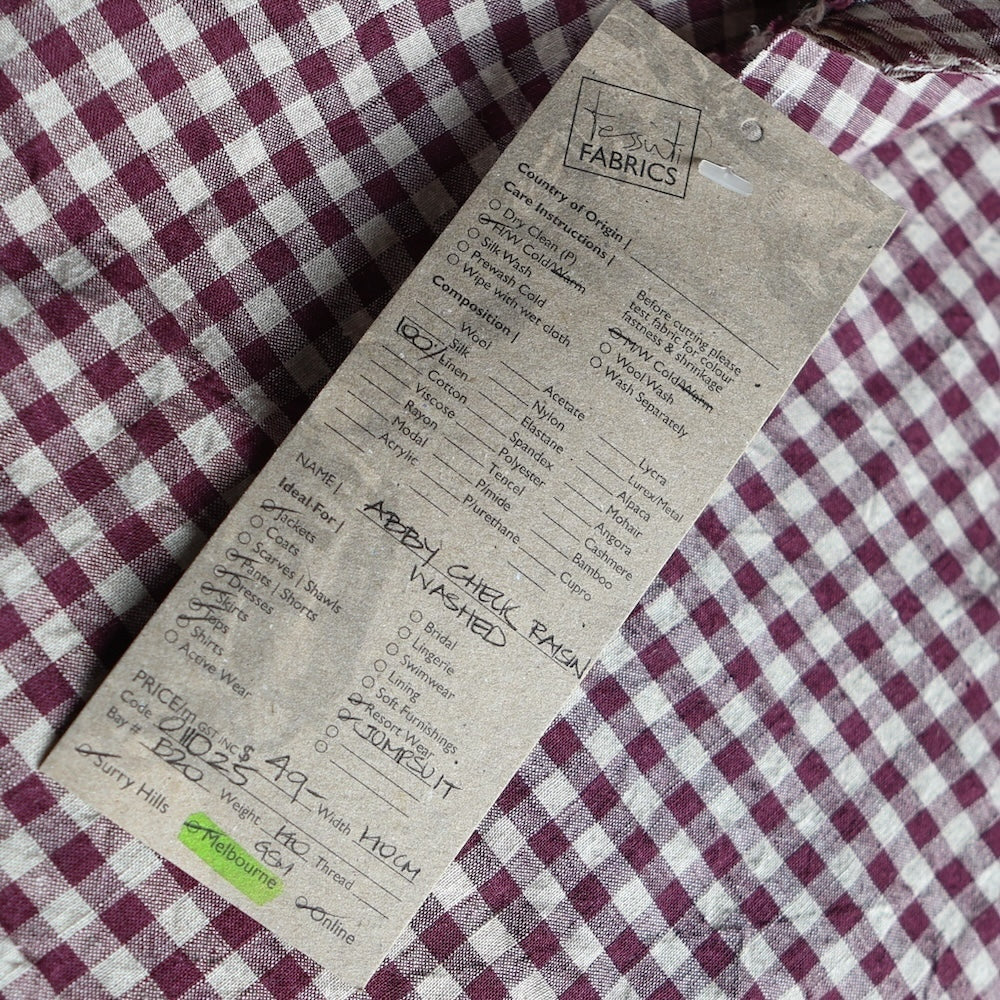 tessuti
FABRICS
Country of Origin |
Care Instructions |
Dry Clean (P)
H/W Cold/Warm
Silk Wash
Prewash Cold
Wipe with wet cloth
Before cutting please
test fabric for colour
fastness & shrinkage
M/W Cold/Warm
Wool Wash
Wash Separately
Composition |
Wool
Silk
100% Linen
Cotton
Viscose
Rayon
Modal
Acrylic
Acetate
Nylon
Elastane
Spandex
Polyester
Tencel
P/mide
P/urethane
Lycra
Lurex/Metal
Alpaca
Mohair
Angora
Cashmere
Bamboo
Cupro
NAME | ABBY CHECK RAISIN
WASHED
Ideal For |
Jackets
Coats
Scarves | Shawls
Pants | Shorts
Dresses
Skirts
Tops
Shirts
Active Wear
Bridal
Lingerie
Swimwear
Lining
Soft Furnishings
Resort Wear
JUMPSUIT
PRICE/m GST INC $ 49-
Width 140CM
Code 011D25
Weight 140 GSM
Thread
Bay # B20
Surry Hills
Melbourne
Online